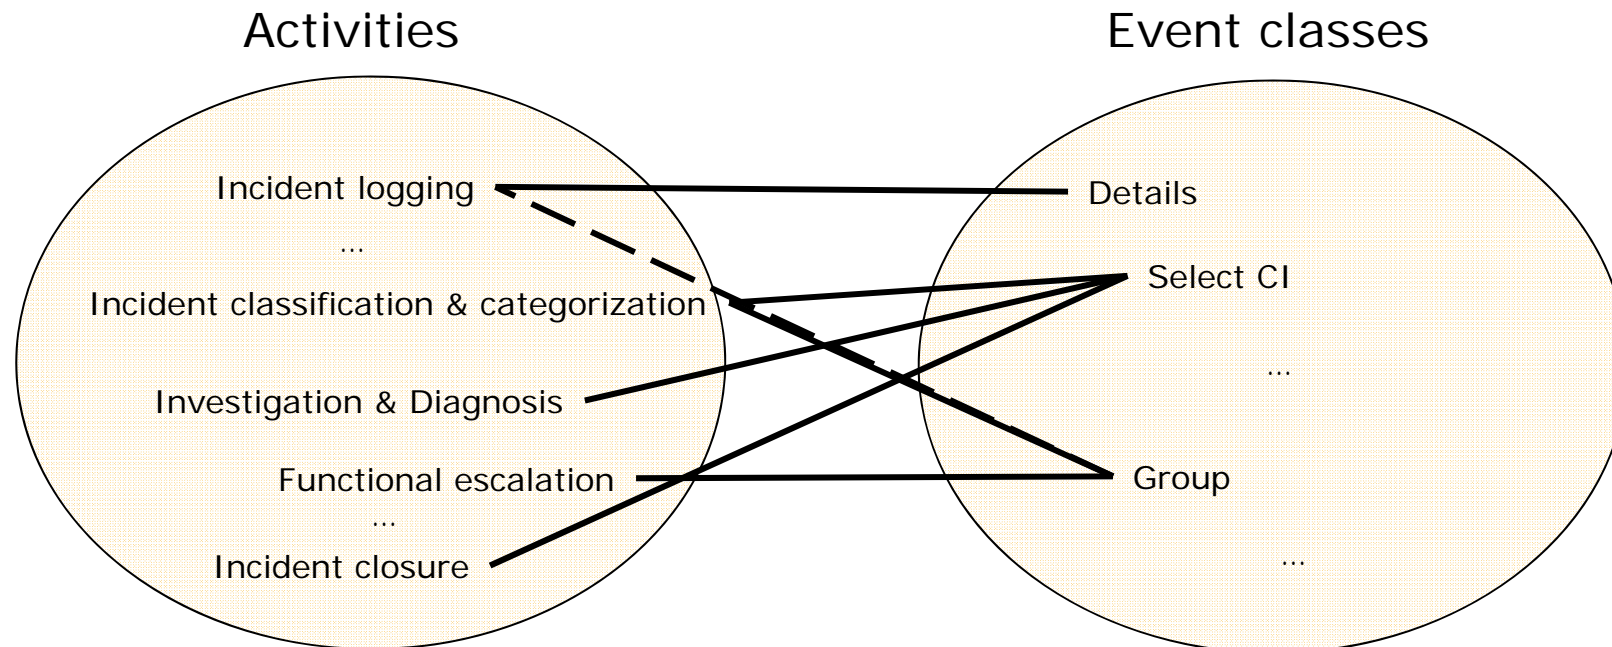 Activities
Event classes
Incident logging
...
Incident classification & categorization
Investigation & Diagnosis
Functional escalation
...
Incident closure
Details
Select CI
...
Group
...